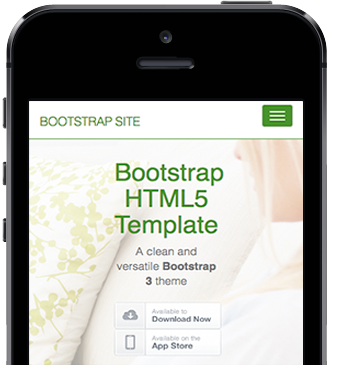 BOOTSTRAP SITE
Bootstrap
HTML5
Template
A clean and
versatile Bootstrap
3 theme
Available to
Download Now
Available on the
App Store